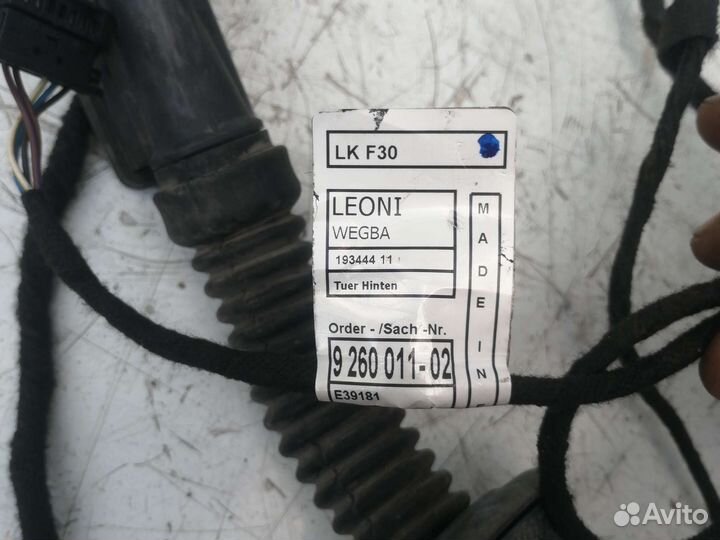 LK F30
LEONI
WEGBA
193444 11
Tuer Hinten
Order - /Sach -Nr.
9 260 011-02
E39181
MADE IN
Avito